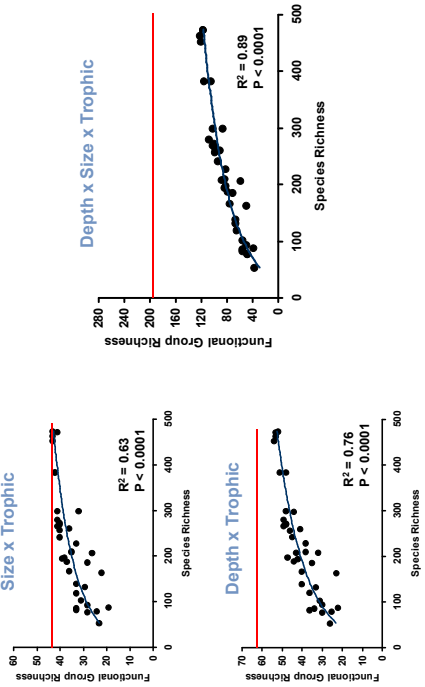 Size x Trophic
60
50
40
30
20
10
0
0 100 200 300 400 500
Functional Group Richness
Species Richness
R² = 0.63
P < 0.0001
Depth x Trophic
70
60
50
40
30
20
10
0
0 100 200 300 400 500
Functional Group Richness
Species Richness
R² = 0.76
P < 0.0001
Depth x Size x Trophic
280
240
200
160
120
80
40
0
0 100 200 300 400 500
Functional Group Richness
Species Richness
R² = 0.89
P < 0.0001